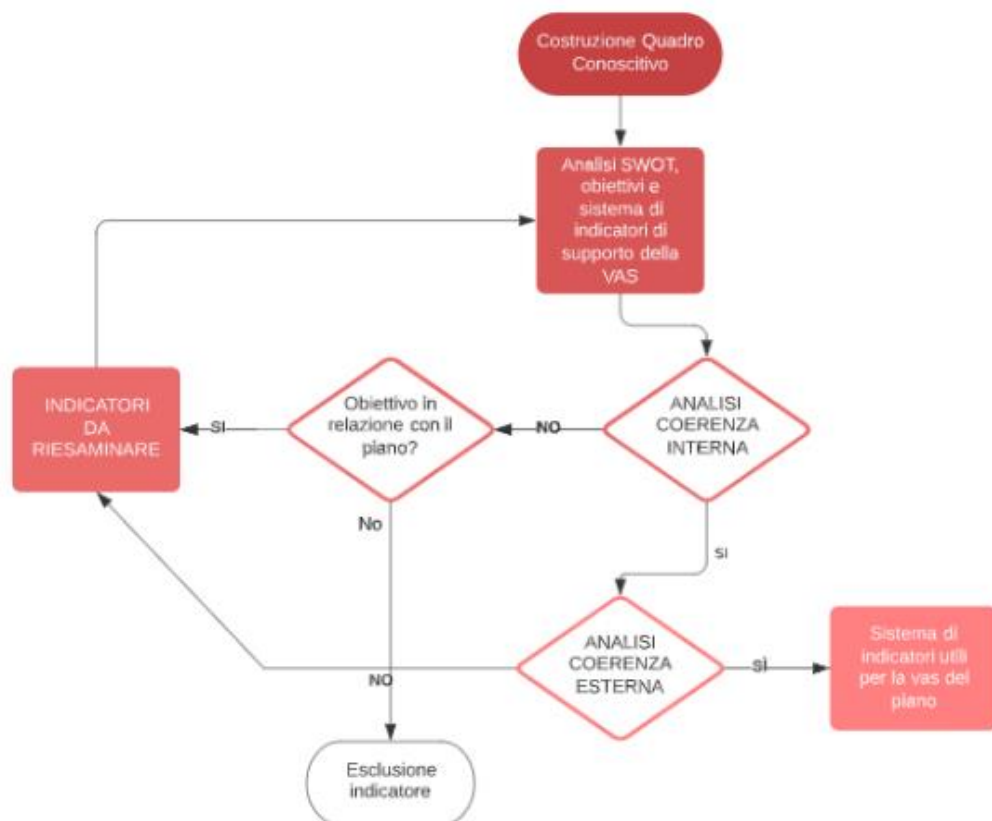 Costruzione Quadro
Conoscitivo
Analisi SWOT,
obiettivi e
sistema di
indicatori di
supporto della
VAS
INDICATORI
DA
RIESAMINARE
SI
Obiettivo in
relazione con il
piano?
NO
ANALISI
COERENZA
INTERNA
No
SI
ANALISI
COERENZA
ESTERNA
SÌ
Sistema di
indicatori utili
per la vas del
piano
NO
Esclusione
indicatore